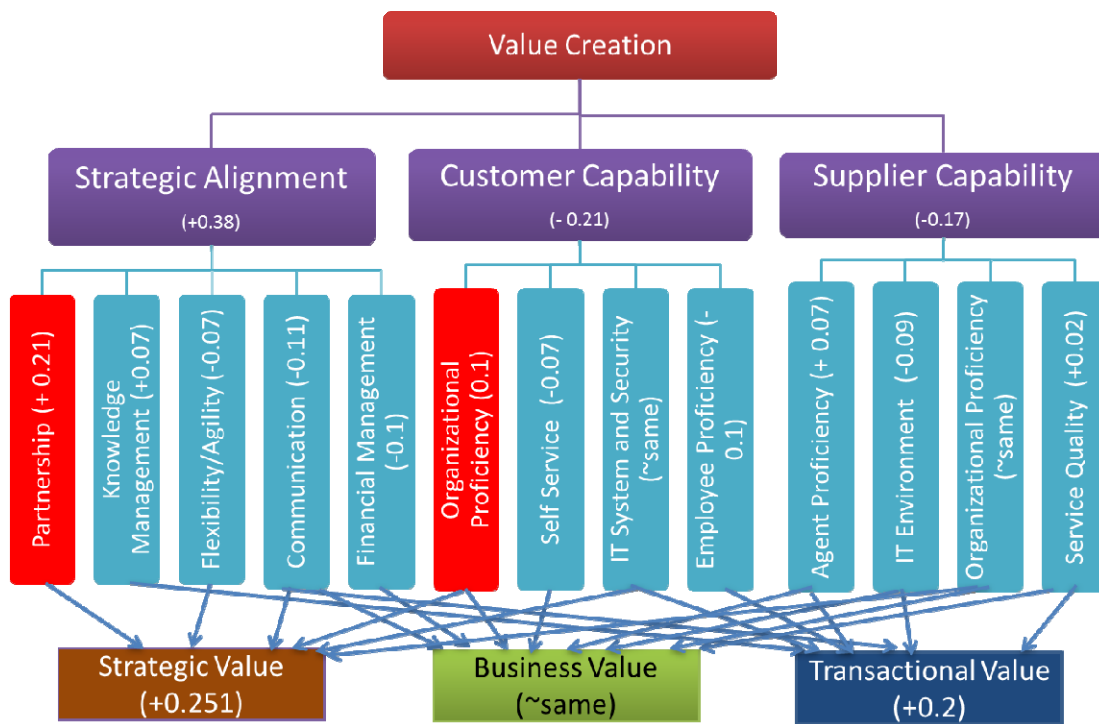 Value Creation
Strategic Alignment
(+0.38)
Customer Capability
(- 0.21)
Supplier Capability
(-0.17)
Partnership (+ 0.21)
Knowledge
Management (+0.07)
Flexibility/Agility (-0.07)
Communication (-0.11)
Financial Management
(-0.1)
Organizational
Proficiency (0.1)
Self Service (-0.07)
IT System and Security
(~same)
Employee Proficiency (-
0.1)
Agent Proficiency (+ 0.07)
IT Environment (-0.09)
Organizational Proficiency
(~same)
Service Quality (+0.02)
Strategic Value
(+0.251)
Business Value
(~same)
Transactional Value
(+0.2)